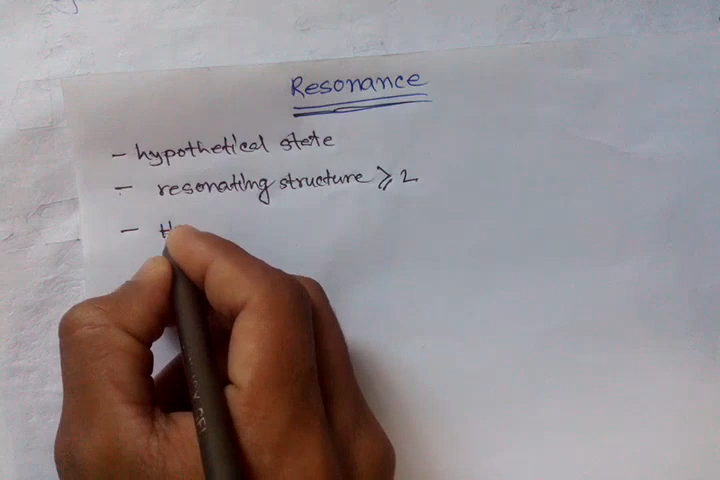 Resonance
- hypothetical state
- resonating structure ≥ 2
-